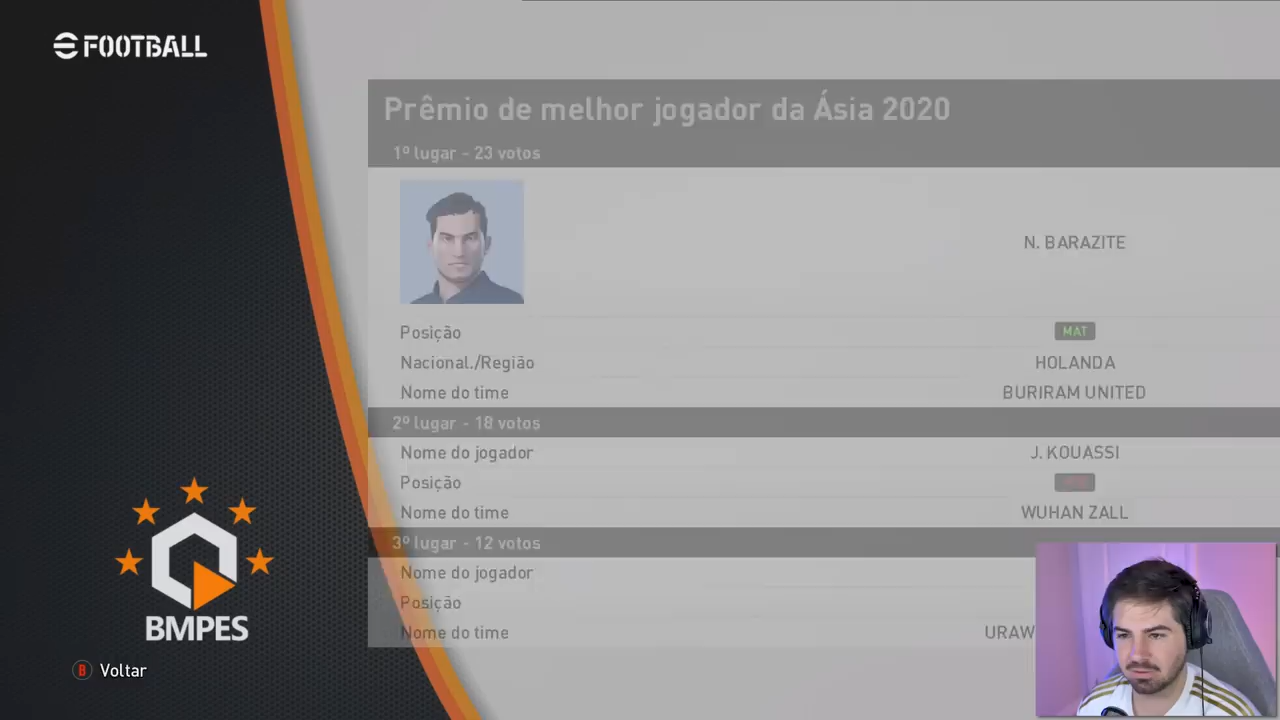 FOOTBALL
Prêmio de melhor jogador da Ásia 2020
1º lugar - 23 votos
N. BARAZITE
Posição MAT
Nacional./Região HOLANDA
Nome do time BURIRAM UNITED
2º lugar - 18 votos
Nome do jogador J. KOUASSI
Posição
Nome do time WUHAN ZALL
3º lugar - 12 votos
Nome do jogador
Posição
Nome do time URAW
BMPES
B Voltar